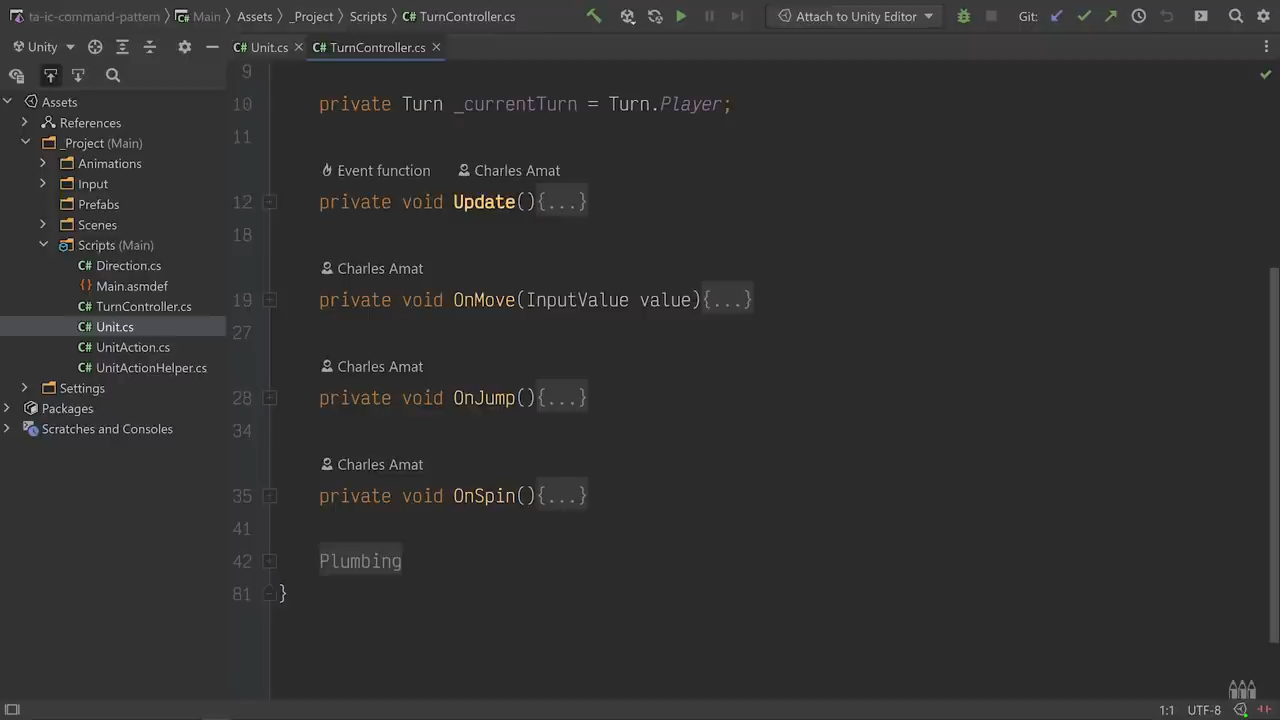 ta-ic-command-pattern Main Assets _Project Scripts C# TurnController.cs Attach to Unity Editor Git:
Unity C# Unit.cs C# TurnController.cs
Assets
References
_Project (Main)
Animations
Input
Prefabs
Scenes
Scripts (Main)
C# Direction.cs
{} Main.asmdef
C# TurnController.cs
C# Unit.cs
C# UnitAction.cs
C# UnitActionHelper.cs
Settings
Packages
Scratches and Consoles
9
10 private Turn _currentTurn = Turn.Player;
11
Event function Charles Amat
12 private void Update(){...}
18
Charles Amat
19 private void OnMove(InputValue value){...}
27
Charles Amat
28 private void OnJump(){...}
34
Charles Amat
35 private void OnSpin(){...}
41
42 Plumbing
81 }
1:1 UTF-8